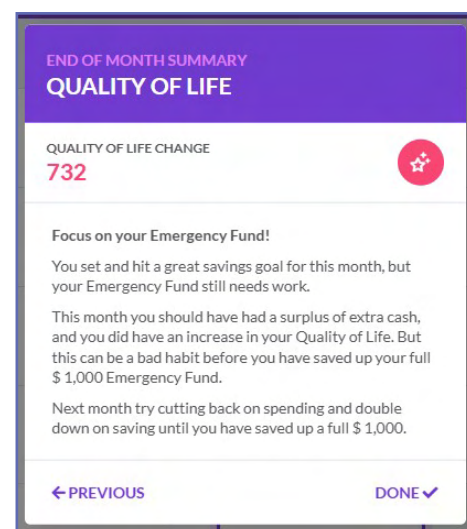 END OF MONTH SUMMARY
QUALITY OF LIFE
QUALITY OF LIFE CHANGE
732
Focus on your Emergency Fund!
You set and hit a great savings goal for this month, but
your Emergency Fund still needs work.
This month you should have had a surplus of extra cash,
and you did have an increase in your Quality of Life. But
this can be a bad habit before you have saved up your full
$ 1,000 Emergency Fund.
Next month try cutting back on spending and double
down on saving until you have saved up a full $ 1,000.
PREVIOUS
DONE